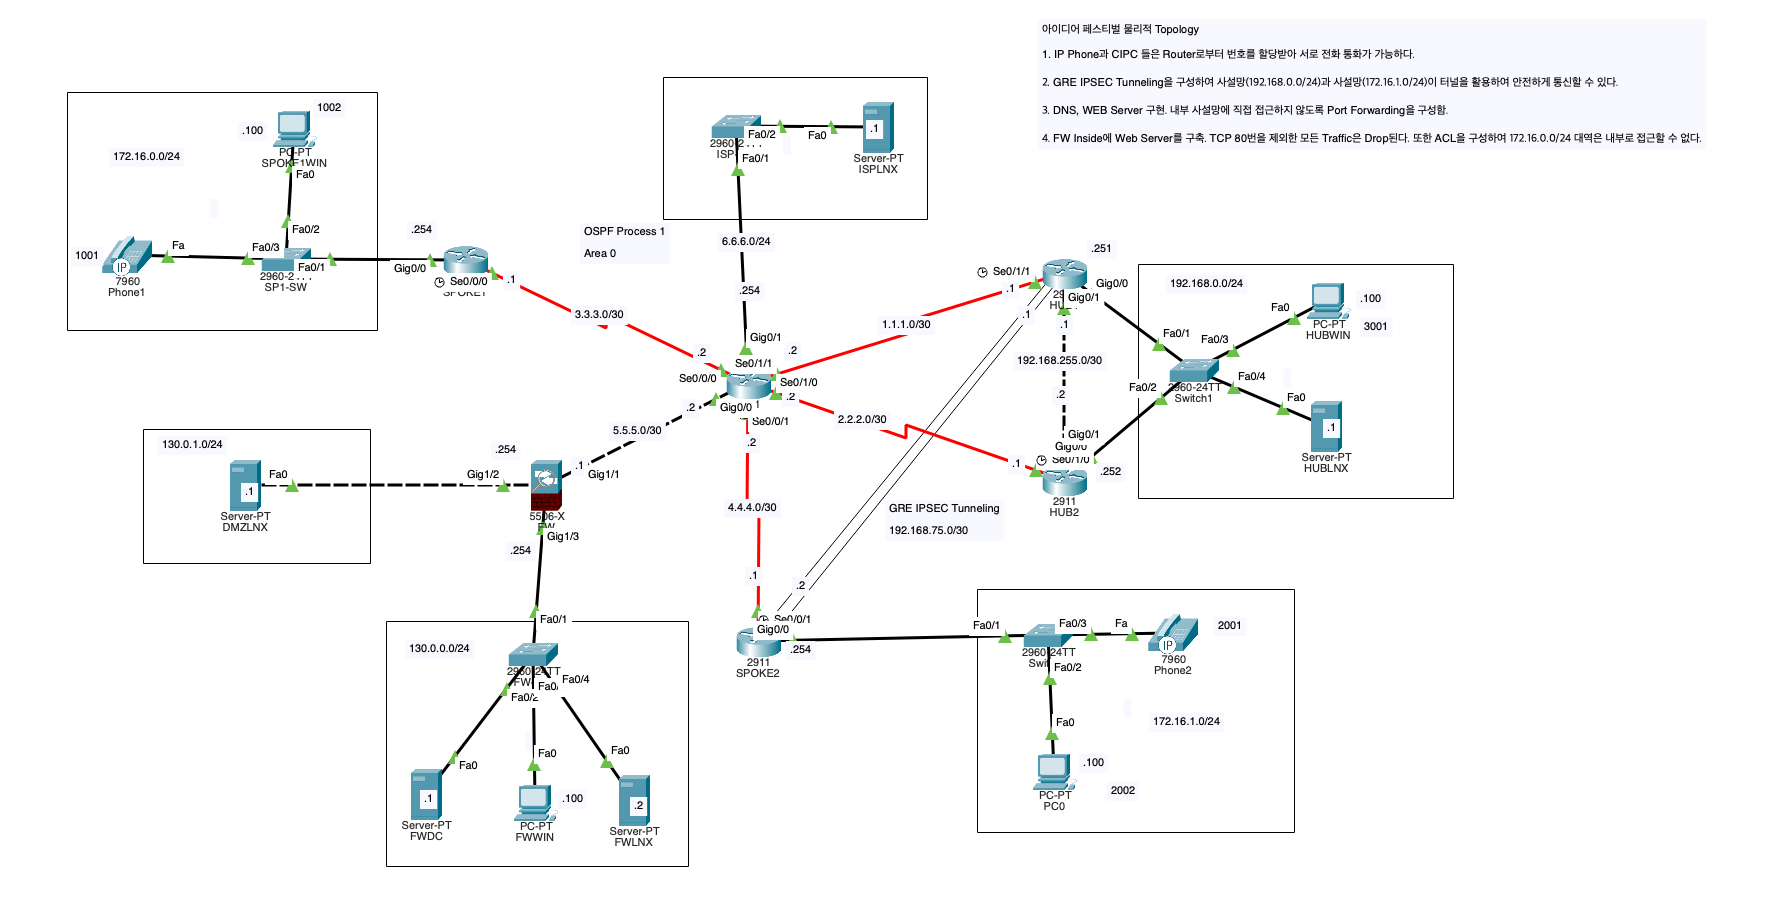 아이디어 페스티벌 물리적 Topology
1. IP Phone과 CIPC 들은 Router로부터 번호를 할당받아 서로 전화 통화가 가능하다.
2. GRE IPSEC Tunneling을 구성하여 사설망(192.168.0.0/24)과 사설망(172.16.1.0/24)이 터널을 활용하여 안전하게 통신할 수 있다.
3. DNS, WEB Server 구현. 내부 사설망에 직접 접근하지 않도록 Port Forwarding을 구성함.
4. FW Inside에 Web Server를 구축. TCP 80번을 제외한 모든 Traffic은 Drop된다. 또한 ACL을 구성하여 172.16.0.0/24 대역은 내부로 접근할 수 없다.
1002
.100
PC-PT
SPOKE1WIN
Fa0
172.16.0.0/24
Fa0/2
1001
Fa
Fa0/3
Fa0/1
IP
7960
Phone1
2960-2...
SP1-SW
.254
Gig0/0
Se0/0/0
SPOKE1
.1
3.3.3.0/30
.2
Se0/0/0
OSPF Process 1
Area 0
Fa0/2
Fa0
.1
2960-2...
ISP
Fa0/1
Server-PT
ISPLNX
6.6.6.0/24
.254
Gig0/1
.2
Se0/1/1
Se0/1/0
.2
Gig0/0
1
Se0/0/1
.2
.2
1.1.1.0/30
.1
Se0/1/1
.251
Gig0/0
Gig0/1
.1
.1
192.168.255.0/30
.2
Gig0/1
Gig0/0
Se0/1/0
.1
.252
2911
HUB2
2.2.2.0/30
192.168.0.0/24
Fa0/1
Fa0/3
Fa0
.100
PC-PT
HUBWIN
3001
Fa0/2
Fa0/4
2960-24TT
Switch1
Fa0
.1
Server-PT
HUBLNX
5.5.5.0/30
.1
Gig1/1
.254
Gig1/2
130.0.1.0/24
Fa0
.1
Server-PT
DMZLNX
5506-X
FW
Gig1/3
.254
4.4.4.0/30
.1
GRE IPSEC Tunneling
192.168.75.0/30
.2
Se0/0/1
Gig0/0
.254
2911
SPOKE2
Fa0/1
Fa0/3
Fa
IP
2001
7960
Phone2
2960-24TT
Swit
Fa0/2
172.16.1.0/24
Fa0
.100
PC-PT
PC0
2002
Fa0/1
130.0.0.0/24
2960-24TT
Fa0/2
Fa0/4
Fa0
Fa0
Fa0
.1
Server-PT
FWDC
.100
PC-PT
FWWIN
.2
Server-PT
FWLNX